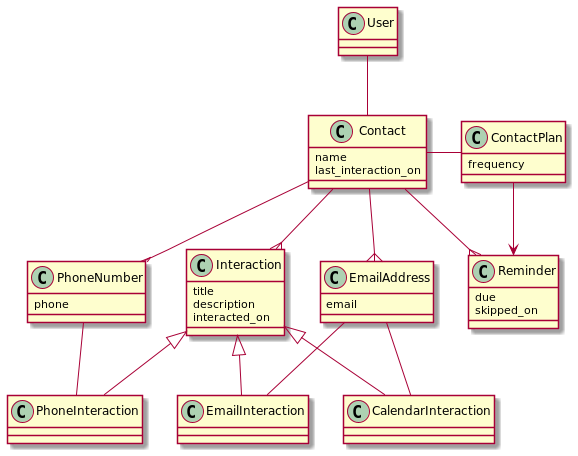 C User
C Contact
name
last_interaction_on
C ContactPlan
frequency
C PhoneNumber
phone
C Interaction
title
description
interacted_on
C EmailAddress
email
C Reminder
due
skipped_on
C PhoneInteraction
C EmailInteraction
C CalendarInteraction